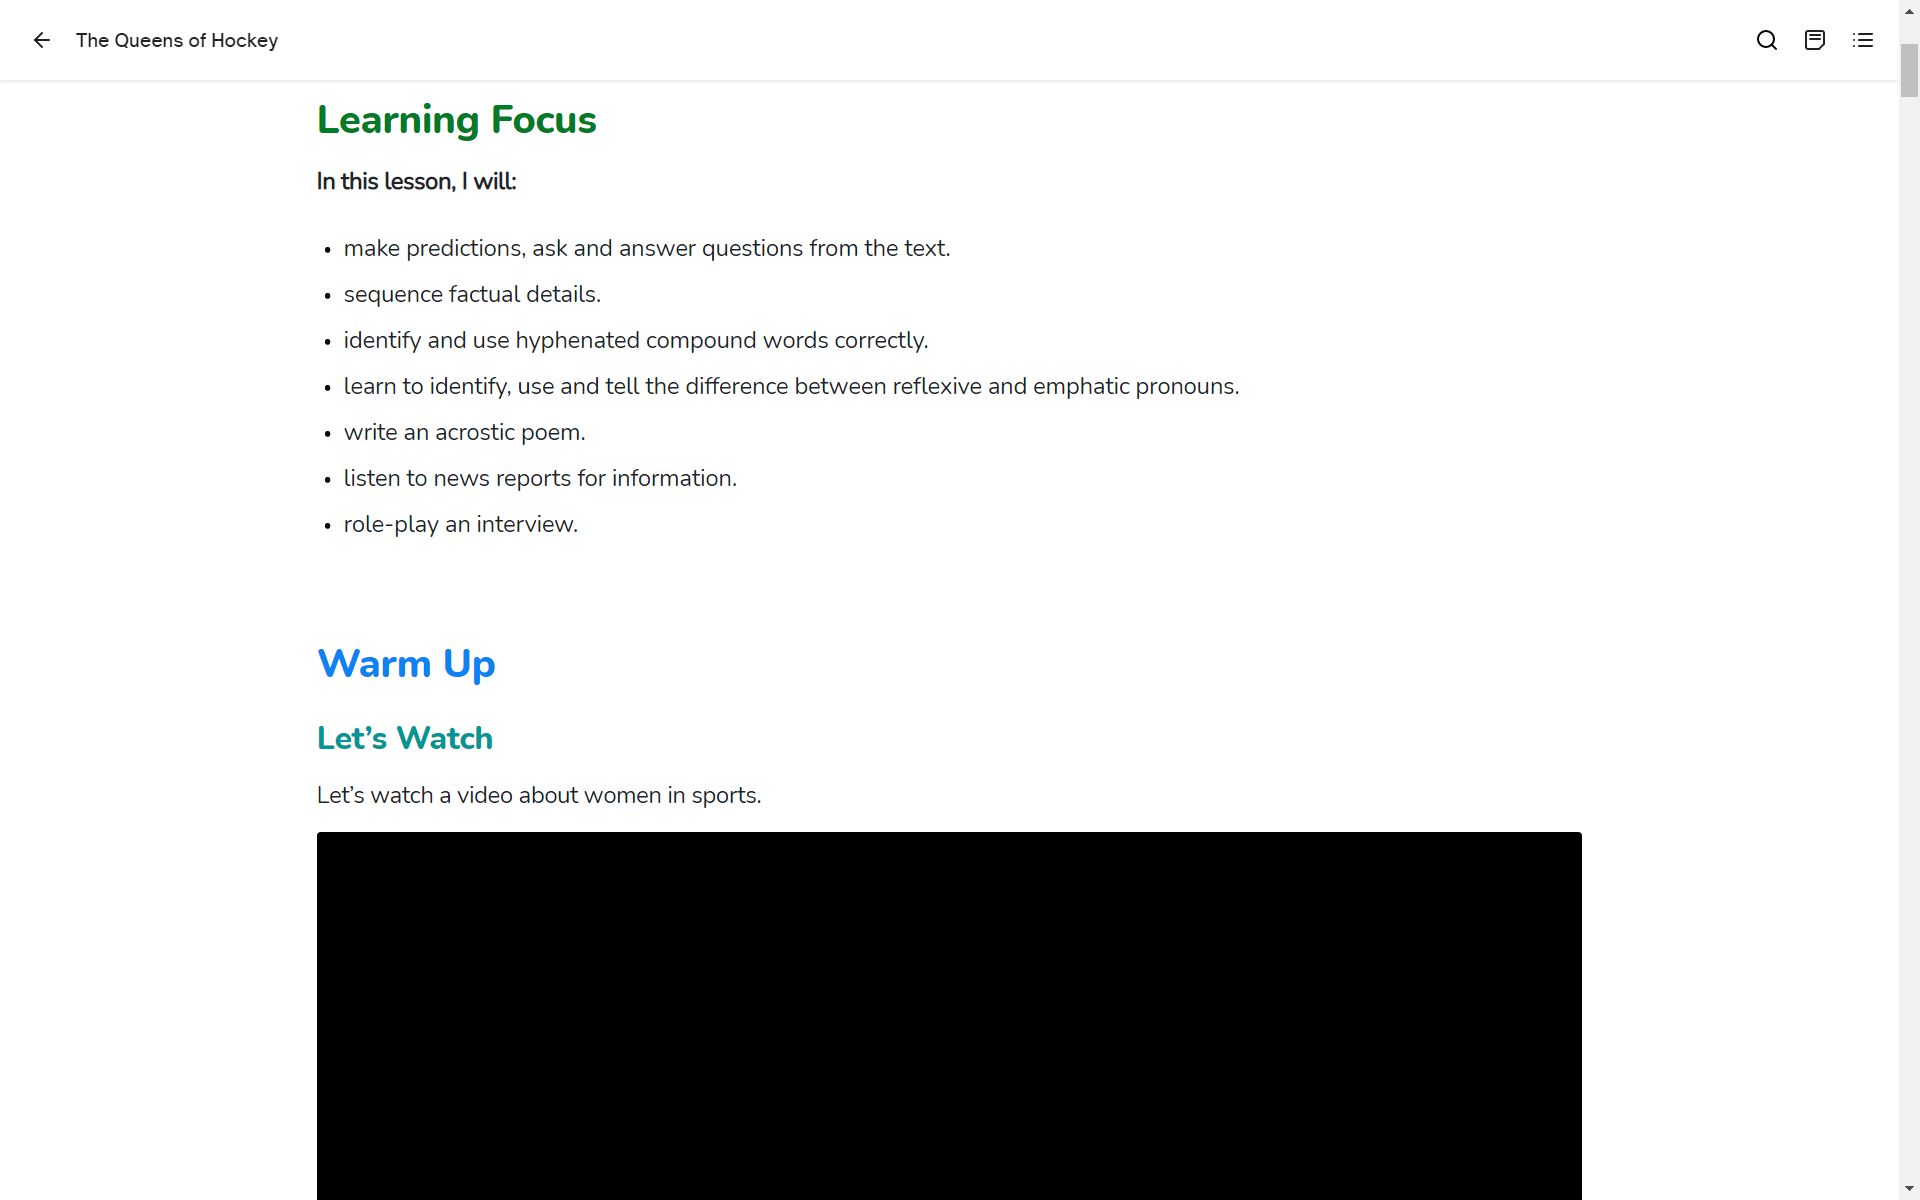 The Queens of Hockey
Learning Focus
In this lesson, I will:
• make predictions, ask and answer questions from the text.
• sequence factual details.
• identify and use hyphenated compound words correctly.
• learn to identify, use and tell the difference between reflexive and emphatic pronouns.
• write an acrostic poem.
• listen to news reports for information.
• role-play an interview.
Warm Up
Let’s Watch
Let’s watch a video about women in sports.